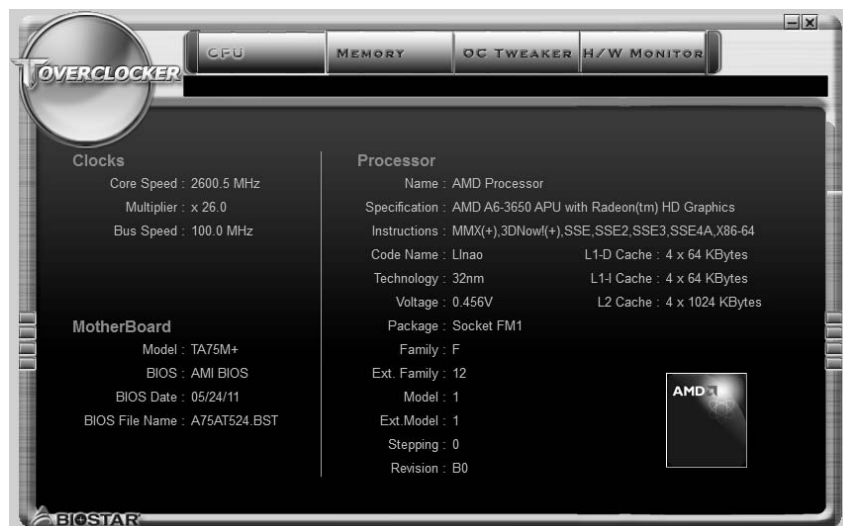 TOVERCLOCKER
CPU
MEMORY
OC TWEAKER
H/W MONITOR
Clocks
Core Speed : 2600.5 MHz
Multiplier : x 26.0
Bus Speed : 100.0 MHz
MotherBoard
Model : TA75M+
BIOS : AMI BIOS
BIOS Date : 05/24/11
BIOS File Name : A75AT524.BST
Processor
Name : AMD Processor
Specification : AMD A6-3650 APU with Radeon(tm) HD Graphics
Instructions : MMX(+),3DNow!(+),SSE,SSE2,SSE3,SSE4A,X86-64
Code Name : Llnao
L1-D Cache : 4 x 64 KBytes
Technology : 32nm
L1-I Cache : 4 x 64 KBytes
Voltage : 0.456V
L2 Cache : 4 x 1024 KBytes
Package : Socket FM1
Family : F
Ext. Family : 12
Model : 1
Ext.Model : 1
Stepping : 0
Revision : B0
AMD
BIOSTAR